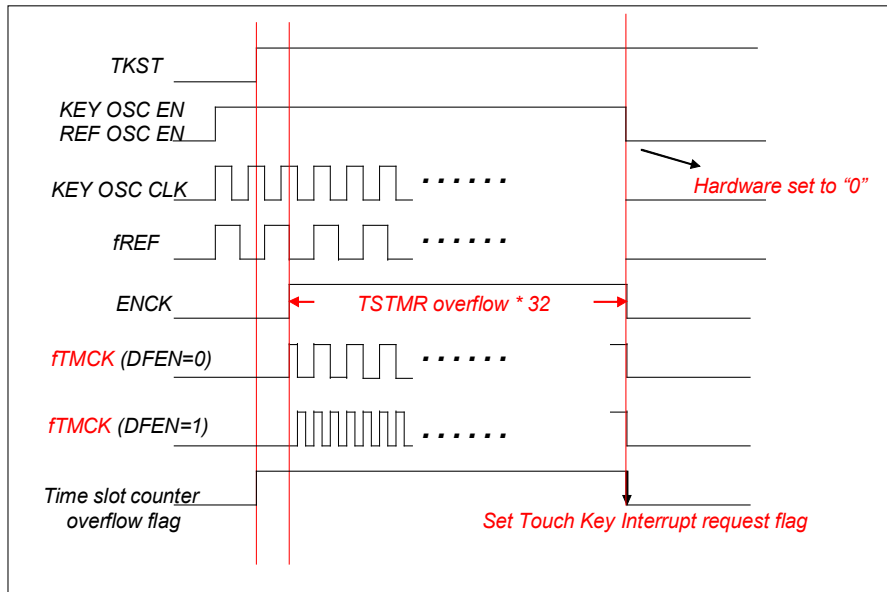 TKST
KEY OSC EN
REF OSC EN
KEY OSC CLK
Hardware set to “0”
fREF
ENCK
TSTMR overflow * 32
fTMCK (DFEN=0)
fTMCK (DFEN=1)
Time slot counter
overflow flag
Set Touch Key Interrupt request flag